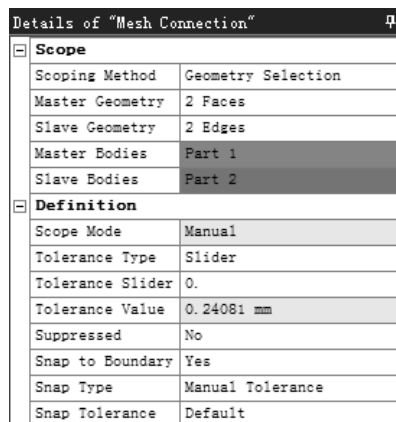 Details of "Mesh Connection"
Scope
Scoping Method Geometry Selection
Master Geometry 2 Faces
Slave Geometry 2 Edges
Master Bodies Part 1
Slave Bodies Part 2
Definition
Scope Mode Manual
Tolerance Type Slider
Tolerance Slider 0.
Tolerance Value 0.24081 mm
Suppressed No
Snap to Boundary Yes
Snap Type Manual Tolerance
Snap Tolerance Default